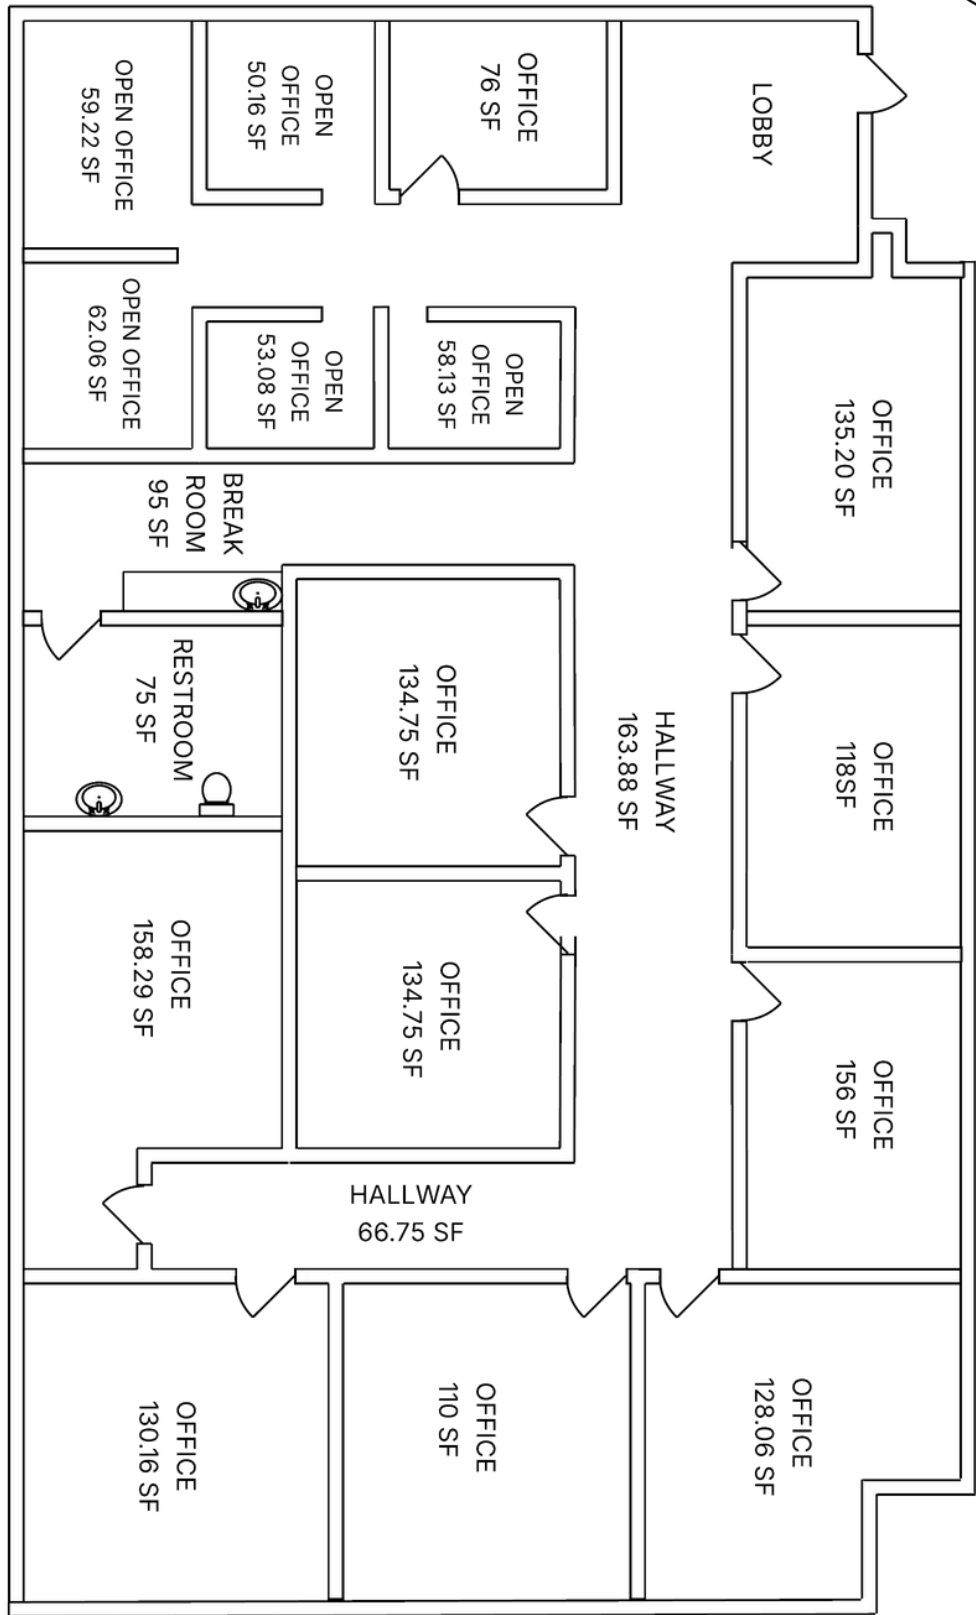 OPEN OFFICE
59.22 SF
OPEN
OFFICE
50.16 SF
OFFICE
76 SF
LOBBY
OPEN OFFICE
62.06 SF
OPEN
OFFICE
53.08 SF
OPEN
OFFICE
58.13 SF
OFFICE
135.20 SF
BREAK
ROOM
95 SF
RESTROOM
75 SF
OFFICE
134.75 SF
HALLWAY
163.88 SF
OFFICE
118SF
OFFICE
158.29 SF
OFFICE
134.75 SF
OFFICE
156 SF
HALLWAY
66.75 SF
OFFICE
130.16 SF
OFFICE
110 SF
OFFICE
128.06 SF